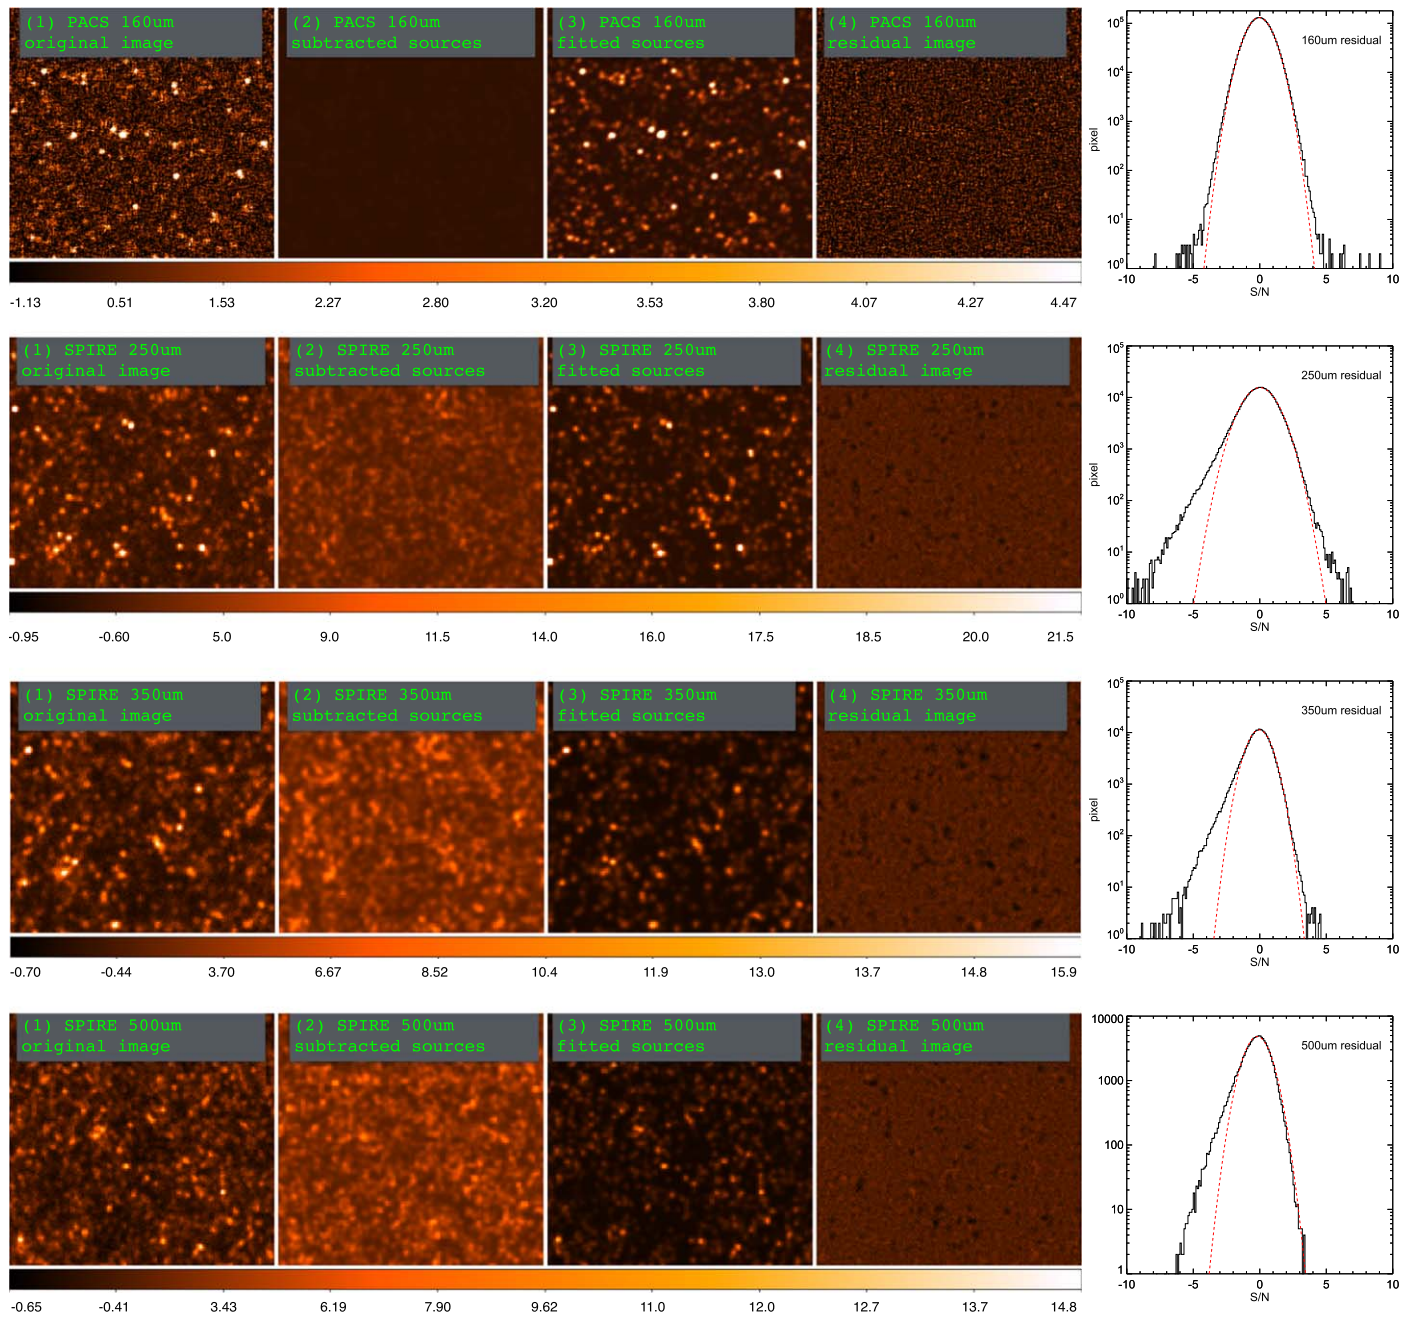 (1) PACS 160um
original image
(2) PACS 160um
subtracted sources
(3) PACS 160um
fitted sources
(4) PACS 160um
residual image
-1.13 0.51 1.53 2.27 2.80 3.20 3.53 3.80 4.07 4.27 4.47
160um residual
pixel
10^5
10^4
10^3
10^2
10^1
10^0
-10 -5 0 5 10
S/N
(1) SPIRE 250um
original image
(2) SPIRE 250um
subtracted sources
(3) SPIRE 250um
fitted sources
(4) SPIRE 250um
residual image
-0.95 -0.60 5.0 9.0 11.5 14.0 16.0 17.5 18.5 20.0 21.5
250um residual
pixel
10^5
10^4
10^3
10^2
10^1
10^0
-10 -5 0 5 10
S/N
(1) SPIRE 350um
original image
(2) SPIRE 350um
subtracted sources
(3) SPIRE 350um
fitted sources
(4) SPIRE 350um
residual image
-0.70 -0.44 3.70 6.67 8.52 10.4 11.9 13.0 13.7 14.8 15.9
350um residual
pixel
10^5
10^4
10^3
10^2
10^1
10^0
-10 -5 0 5 10
S/N
(1) SPIRE 500um
original image
(2) SPIRE 500um
subtracted sources
(3) SPIRE 500um
fitted sources
(4) SPIRE 500um
residual image
-0.65 -0.41 3.43 6.19 7.90 9.62 11.0 12.0 12.7 13.7 14.8
500um residual
10000
1000
100
10
1
-10 -5 0 5 10
S/N